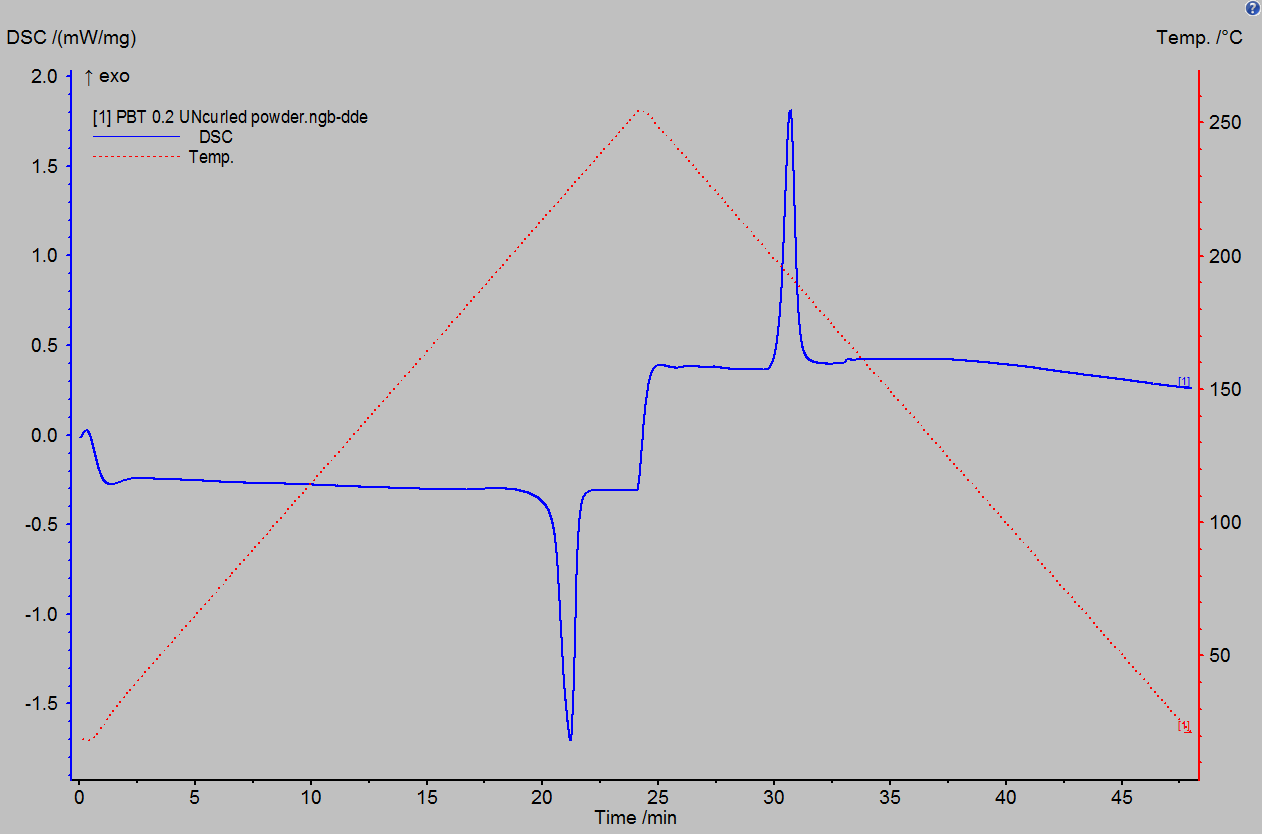 ?
DSC /(mW/mg)
Temp. /°C
2.0
↑ exo
[1] PBT 0.2 UNcurled powder.ngb-dde
DSC
Temp.
250
1.5
1.0
200
0.5
[1]
150
0.0
-0.5
100
-1.0
50
-1.5
[1]
0 5 10 15 20 25 30 35 40 45
Time /min